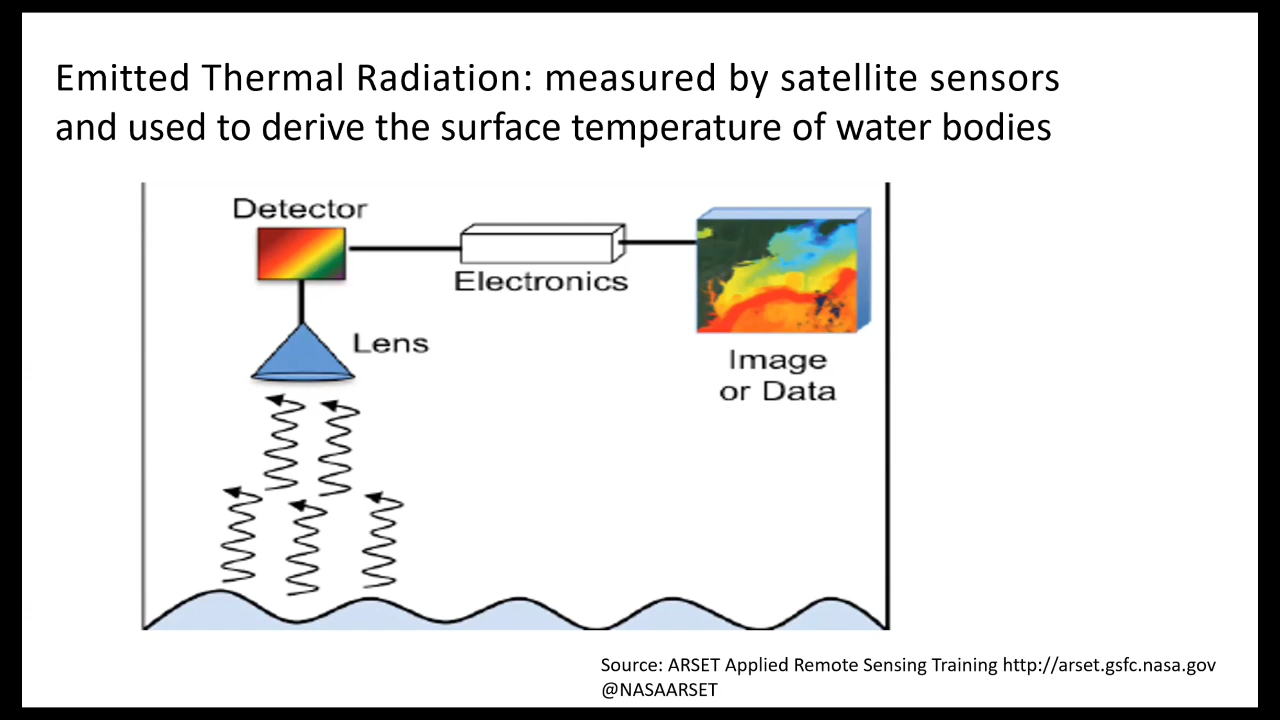 Emitted Thermal Radiation: measured by satellite sensors
and used to derive the surface temperature of water bodies
Detector
Electronics
Lens
Image
or Data
Source: ARSET Applied Remote Sensing Training http://arset.gsfc.nasa.gov
@NASAARSET